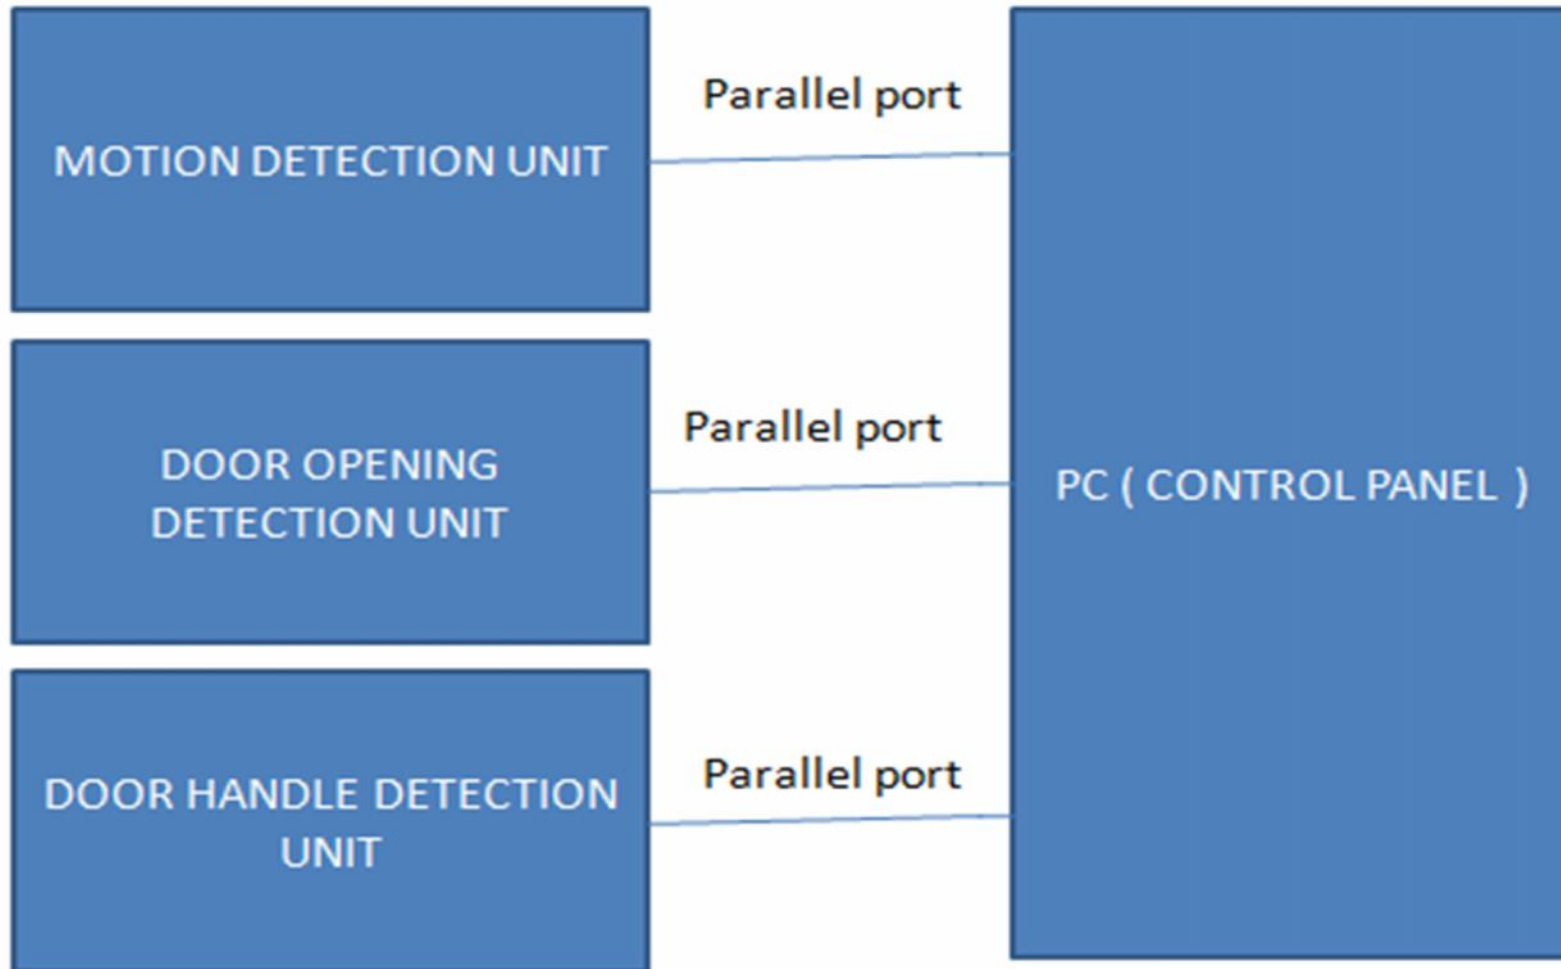 MOTION DETECTION UNIT
Parallel port
DOOR OPENING
DETECTION UNIT
Parallel port
DOOR HANDLE DETECTION
UNIT
Parallel port
PC ( CONTROL PANEL )